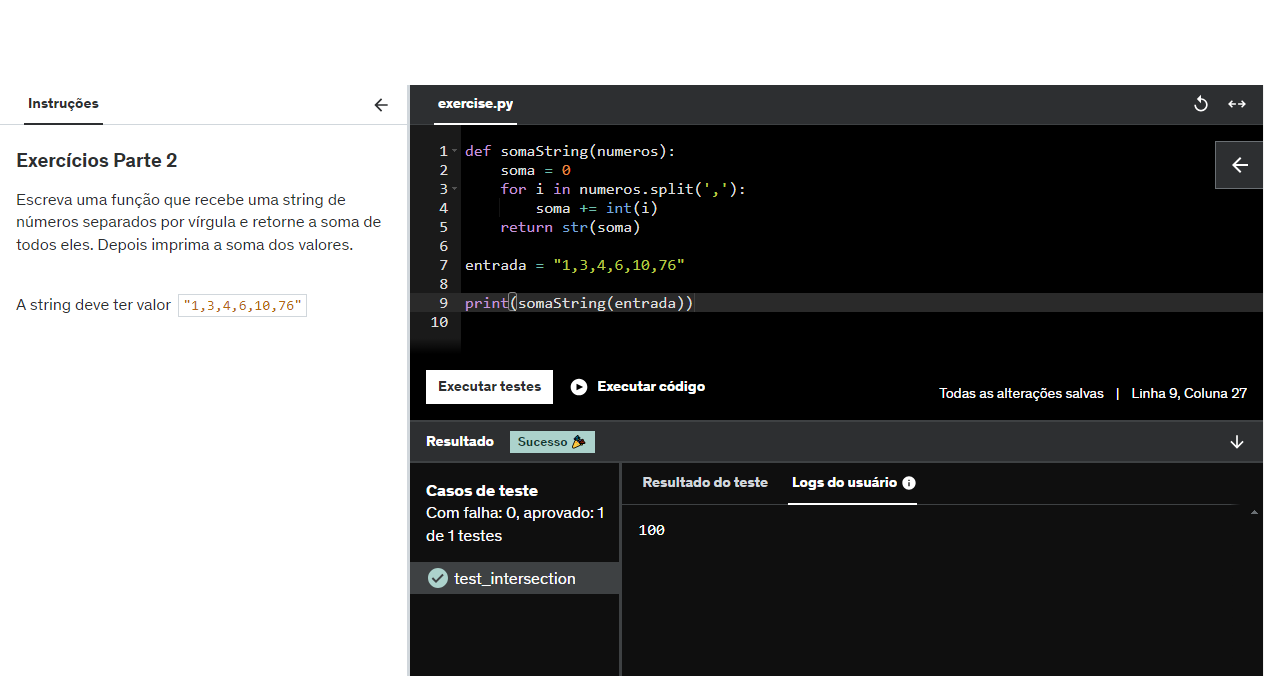 Instruções
Exercícios Parte 2
Escreva uma função que recebe uma string de
números separados por vírgula e retorne a soma de
todos eles. Depois imprima a soma dos valores.
A string deve ter valor "1,3,4,6,10,76"
exercise.py
1 def somaString(numeros):
2     soma = 0
3     for i in numeros.split(','):
4         soma += int(i)
5     return str(soma)
6
7 entrada = "1,3,4,6,10,76"
8
9 print(somaString(entrada))
10
Executar testes Executar código
Todas as alterações salvas | Linha 9, Coluna 27
Resultado Sucesso
Casos de teste
Com falha: 0, aprovado: 1
de 1 testes
test_intersection
Resultado do teste Logs do usuário
100